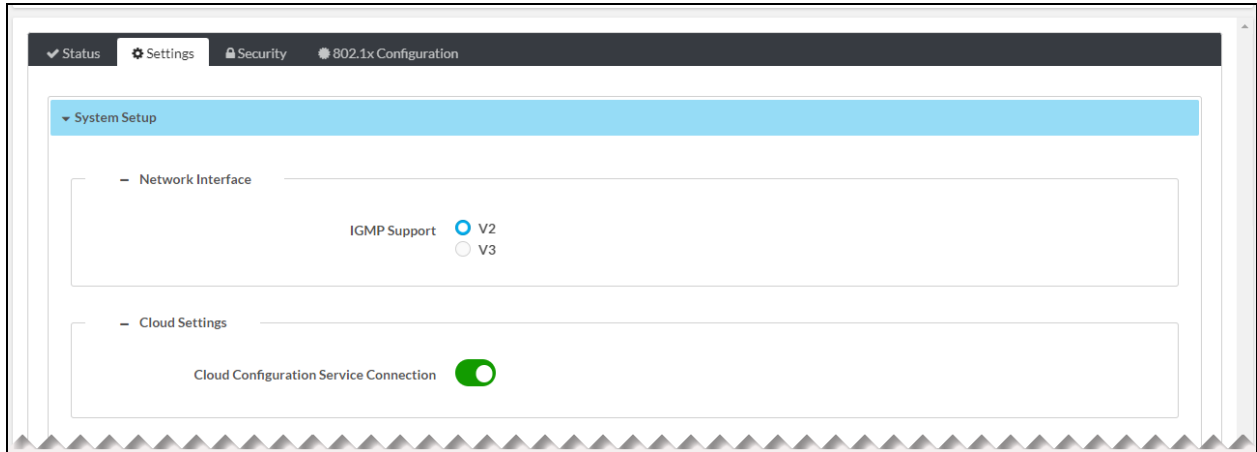 Status Settings Security 802.1x Configuration
System Setup
Network Interface
IGMP Support V2
V3
Cloud Settings
Cloud Configuration Service Connection